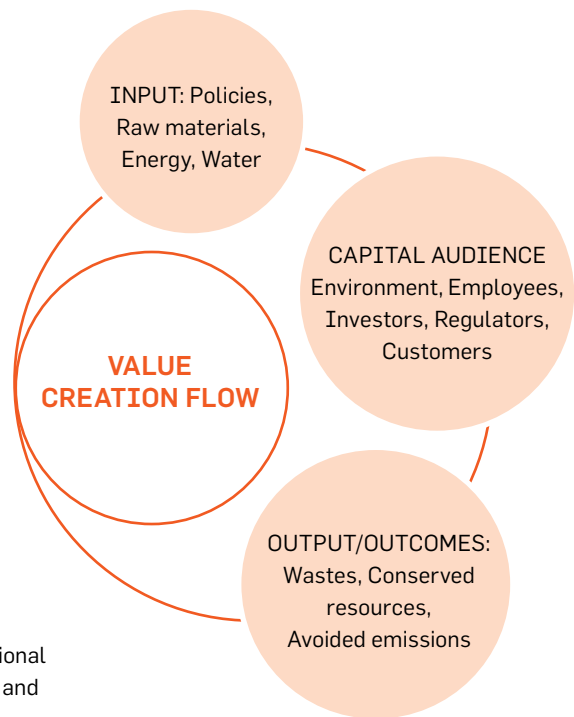 INPUT: Policies,
Raw materials,
Energy, Water
CAPITAL AUDIENCE
Environment, Employees,
Investors, Regulators,
Customers
VALUE
CREATION FLOW
OUTPUT/OUTCOMES:
Wastes, Conserved
resources,
Avoided emissions
ional
and